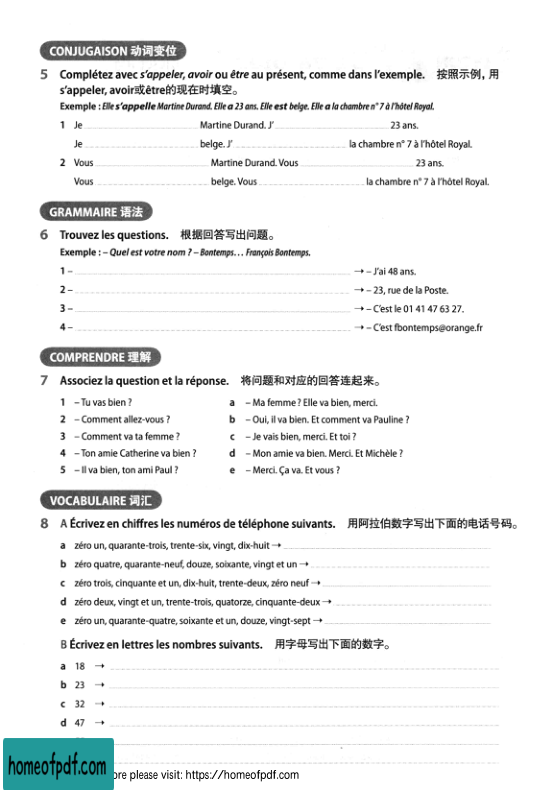 CONJUGAISON 动词变位
5 Complétez avec s'appeler, avoir ou être au présent, comme dans l'exemple. 按照示例，用
s'appeler, avoir或être的现在时填空。
Exemple : Elle s'appelle Martine Durand. Elle a 23 ans. Elle est belge. Elle a la chambre n° 7 à l'hôtel Royal.
1 Je Martine Durand. J' 23 ans.
Je belge. J' la chambre n° 7 à l'hôtel Royal.
2 Vous Martine Durand. Vous 23 ans.
Vous belge. Vous la chambre n° 7 à l'hôtel Royal.
GRAMMAIRE 语法
6 Trouvez les questions. 根据回答写出问题。
Exemple : – Quel est votre nom ? – Bontemps… François Bontemps.
1 – → – J'ai 48 ans.
2 – → – 23, rue de la Poste.
3 – → – C'est le 01 41 47 63 27.
4 – → – C'est fbontemps@orange.fr
COMPRENDRE 理解
7 Associez la question et la réponse. 将问题和对应的回答连起来。
1 – Tu vas bien ? a – Ma femme ? Elle va bien, merci.
2 – Comment allez-vous ? b – Oui, il va bien. Et comment va Pauline ?
3 – Comment va ta femme ? c – Je vais bien, merci. Et toi ?
4 – Ton amie Catherine va bien ? d – Mon amie va bien. Merci. Et Michèle ?
5 – Il va bien, ton ami Paul ? e – Merci. Ça va. Et vous ?
VOCABULAIRE 词汇
8 A Écrivez en chiffres les numéros de téléphone suivants. 用阿拉伯数字写出下面的电话号码。
a zéro un, quarante-trois, trente-six, vingt, dix-huit →
b zéro quatre, quarante-neuf, douze, soixante, vingt et un →
c zéro trois, cinquante et un, dix-huit, trente-deux, zéro neuf →
d zéro deux, vingt et un, trente-trois, quatorze, cinquante-deux →
e zéro un, quarante-quatre, soixante et un, douze, vingt-sept →
B Écrivez en lettres les nombres suivants. 用字母写出下面的数字。
a 18 →
b 23 →
c 32 →
d 47 →
homeofpdf.com
ore please visit: https://homeofpdf.com